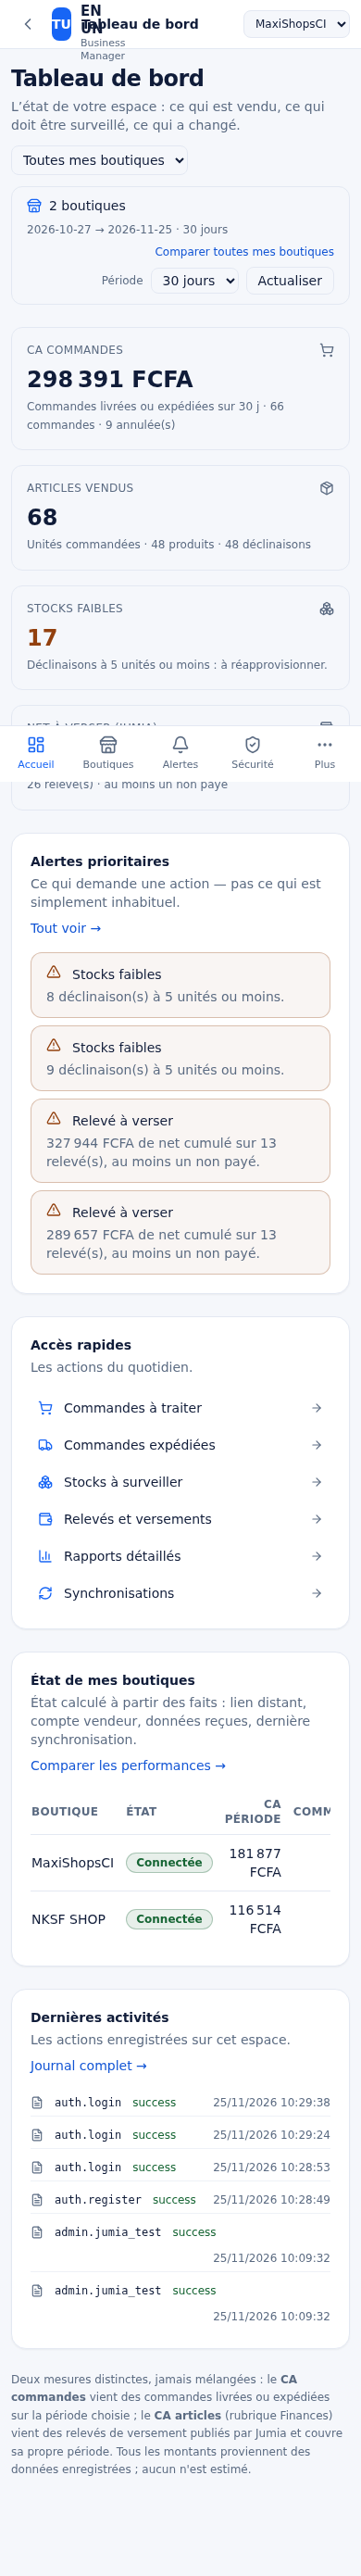 TU
EN
UN
Business
Manager
Tableau de bord
MaxiShopsCI
Tableau de bord
L’état de votre espace : ce qui est vendu, ce qui
doit être surveillé, ce qui a changé.
Toutes mes boutiques
2 boutiques
2026-10-27 → 2026-11-25 · 30 jours
Comparer toutes mes boutiques
Période 30 jours Actualiser
CA COMMANDES
298 391 FCFA
Commandes livrées ou expédiées sur 30 j · 66
commandes · 9 annulée(s)
ARTICLES VENDUS
68
Unités commandées · 48 produits · 48 déclinaisons
STOCKS FAIBLES
17
Déclinaisons à 5 unités ou moins : à réapprovisionner.
NET À VERSER (JUMIA)
Accueil Boutiques Alertes Sécurité Plus
26 relevé(s) · au moins un non payé
Alertes prioritaires
Ce qui demande une action — pas ce qui est
simplement inhabituel.
Tout voir →
Stocks faibles
8 déclinaison(s) à 5 unités ou moins.
Stocks faibles
9 déclinaison(s) à 5 unités ou moins.
Relevé à verser
327 944 FCFA de net cumulé sur 13
relevé(s), au moins un non payé.
Relevé à verser
289 657 FCFA de net cumulé sur 13
relevé(s), au moins un non payé.
Accès rapides
Les actions du quotidien.
Commandes à traiter
Commandes expédiées
Stocks à surveiller
Relevés et versements
Rapports détaillés
Synchronisations
État de mes boutiques
État calculé à partir des faits : lien distant,
compte vendeur, données reçues, dernière
synchronisation.
Comparer les performances →
BOUTIQUE ÉTAT CA PÉRIODE COMM
MaxiShopsCI Connectée 181 877 FCFA
NKSF SHOP Connectée 116 514 FCFA
Dernières activités
Les actions enregistrées sur cet espace.
Journal complet →
auth.login success 25/11/2026 10:29:38
auth.login success 25/11/2026 10:29:24
auth.login success 25/11/2026 10:28:53
auth.register success 25/11/2026 10:28:49
admin.jumia_test success
25/11/2026 10:09:32
admin.jumia_test success
25/11/2026 10:09:32
Deux mesures distinctes, jamais mélangées : le CA
commandes vient des commandes livrées ou expédiées
sur la période choisie ; le CA articles (rubrique Finances)
vient des relevés de versement publiés par Jumia et couvre
sa propre période. Tous les montants proviennent des
données enregistrées ; aucun n'est estimé.